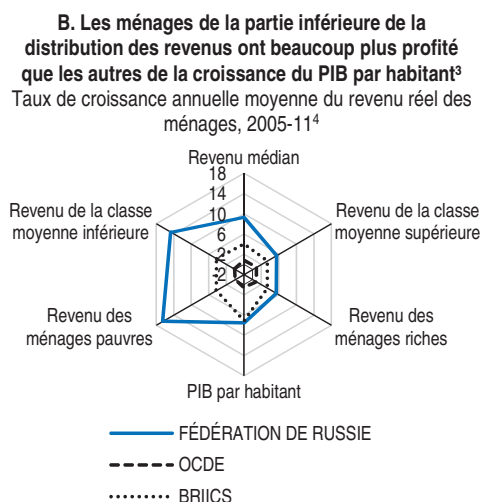 B. Les ménages de la partie inférieure de la
distribution des revenus ont beaucoup plus profité
que les autres de la croissance du PIB par habitant³
Taux de croissance annuelle moyenne du revenu réel des
ménages, 2005-11⁴
Revenu médian
18
14
10
6
2
-2
Revenu de la classe
moyenne inférieure
Revenu de la classe
moyenne supérieure
Revenu des
ménages pauvres
Revenu des
ménages riches
PIB par habitant
FÉDÉRATION DE RUSSIE
OCDE
BRIICS